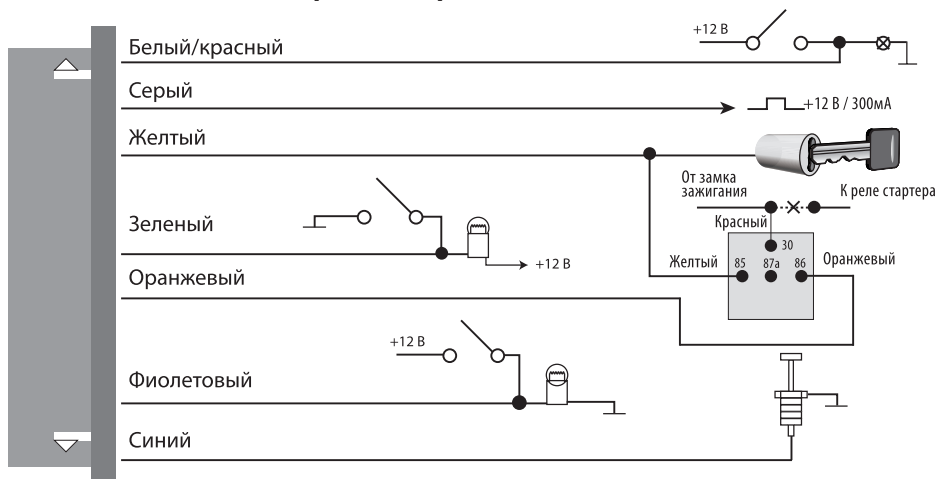 Белый/красный
+12 В
Серый
+12 В / 300мА
Желтый
От замка
зажигания
К реле стартера
Красный
Зеленый
30
Желтый
85
87а
86
Оранжевый
+12 В
Оранжевый
+12 В
Фиолетовый
Синий